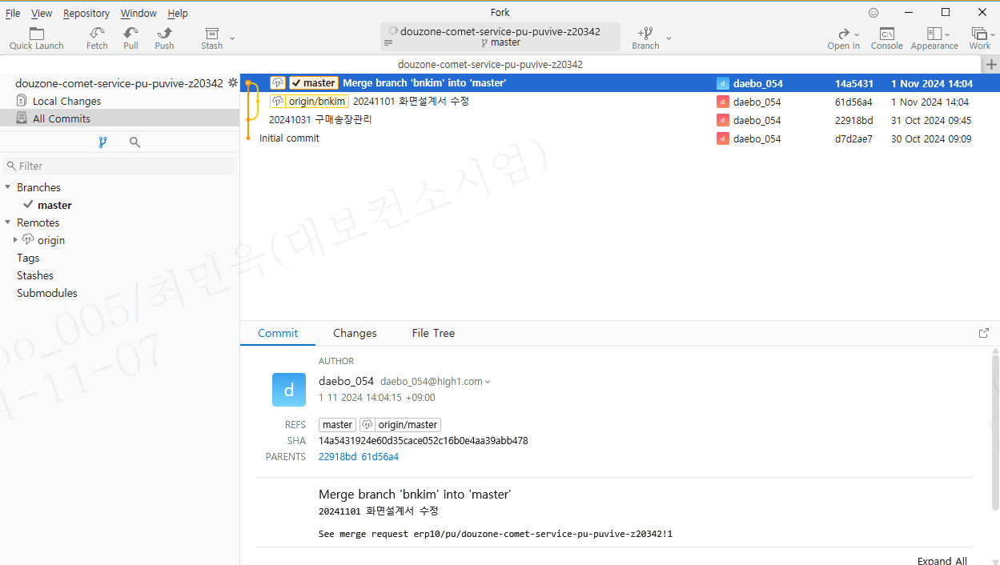 File View Repository Window Help
Fork
Quick Launch
Fetch
Pull
Push
Stash
douzone-comet-service-pu-puvive-z20342
master
Branch
Open in
Console
Appearance
Work
douzone-comet-service-pu-puvive-z20342
douzone-comet-service-pu-puvive-z20342
Local Changes
All Commits
Filter
Branches
master
Remotes
origin
Tags
Stashes
Submodules
master Merge branch 'bnkim' into 'master' d daebo_054 14a5431 1 Nov 2024 14:04
origin/bnkim 20241101 화면설계서 수정 d daebo_054 61d56a4 1 Nov 2024 14:04
20241031 구매송장관리 d daebo_054 22918bd 31 Oct 2024 09:45
Initial commit d daebo_054 d7d2ae7 30 Oct 2024 09:09
Commit Changes File Tree
AUTHOR
d
daebo_054 daebo_054@high1.com
1 11 2024 14:04:15 +09:00
REFS master origin/master
SHA 14a5431924e60d35cace052c16b0e4aa39abb478
PARENTS 22918bd 61d56a4
Merge branch 'bnkim' into 'master'
20241101 화면설계서 수정
See merge request erp10/pu/douzone-comet-service-pu-puvive-z20342!1
Expand All
bo_005/최민욱(대보컨소시엄)
4-11-07